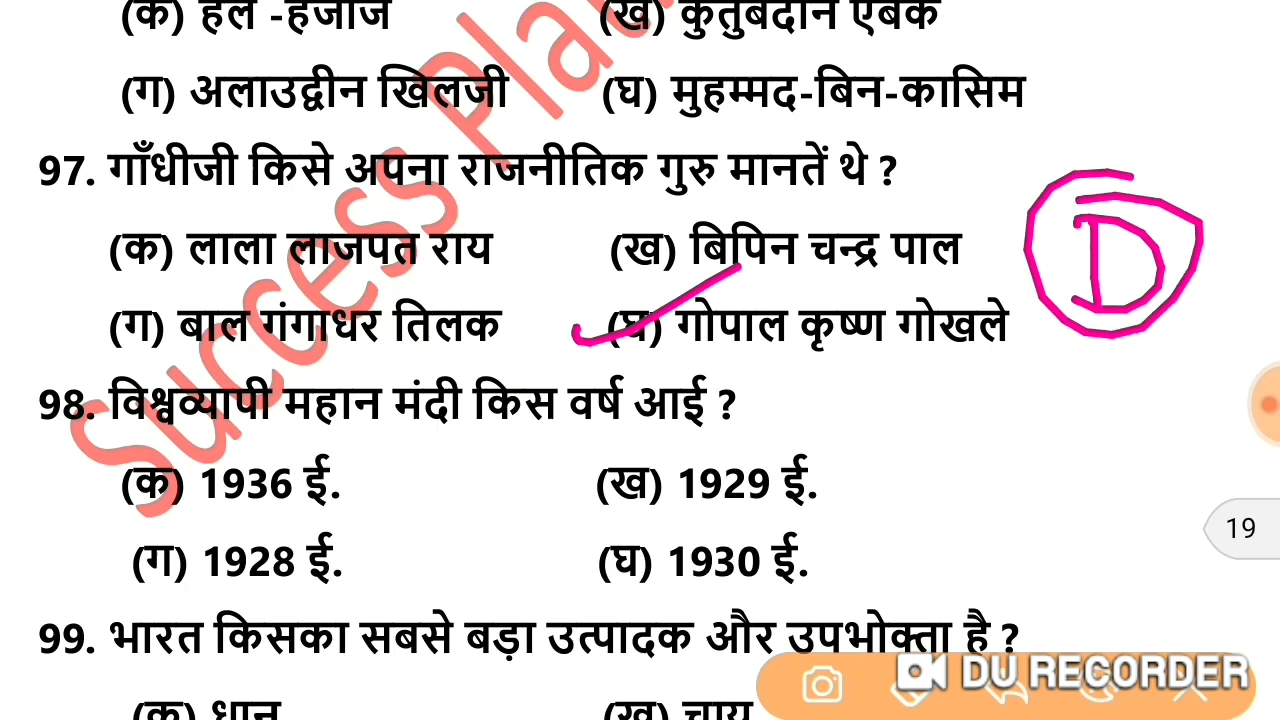 (क) हल -हजाज (ख) कुतुबदीन ऐबक
(ग) अलाउद्वीन खिलजी (घ) मुहम्मद-बिन-कासिम
97. गाँधीजी किसे अपना राजनीतिक गुरु मानतें थे ?
(क) लाला लाजपत राय (ख) बिपिन चन्द्र पाल
(ग) बाल गंगाधर तिलक (घ) गोपाल कृष्ण गोखले
D
98. विश्वव्यापी महान मंदी किस वर्ष आई ?
(क) 1936 ई. (ख) 1929 ई.
(ग) 1928 ई. (घ) 1930 ई.
19
99. भारत किसका सबसे बड़ा उत्पादक और उपभोक्ता है ?
(क) धान (ख) चाय
Success
DU RECORDER